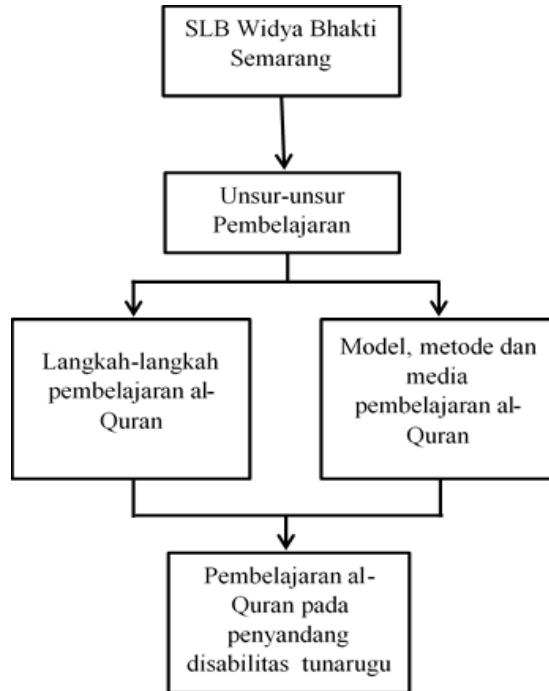 SLB Widya Bhakti
Semarang
Unsur-unsur
Pembelajaran
Langkah-langkah
pembelajaran al-
Quran
Model, metode dan
media
pembelajaran al-
Quran
Pembelajaran al-
Quran pada
penyandang
disabilitas tunarugu